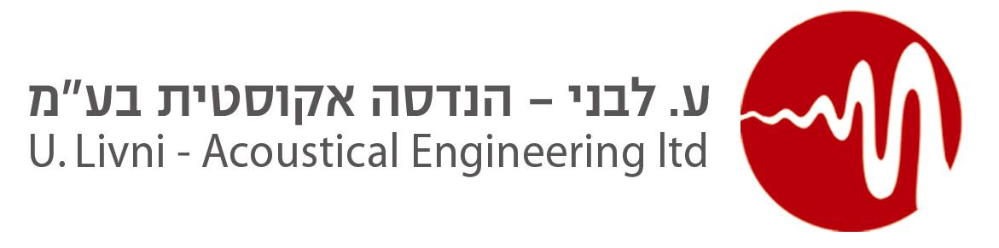 ע. לבני – הנדסה אקוסטית בע"מ
U. Livni - Acoustical Engineering ltd